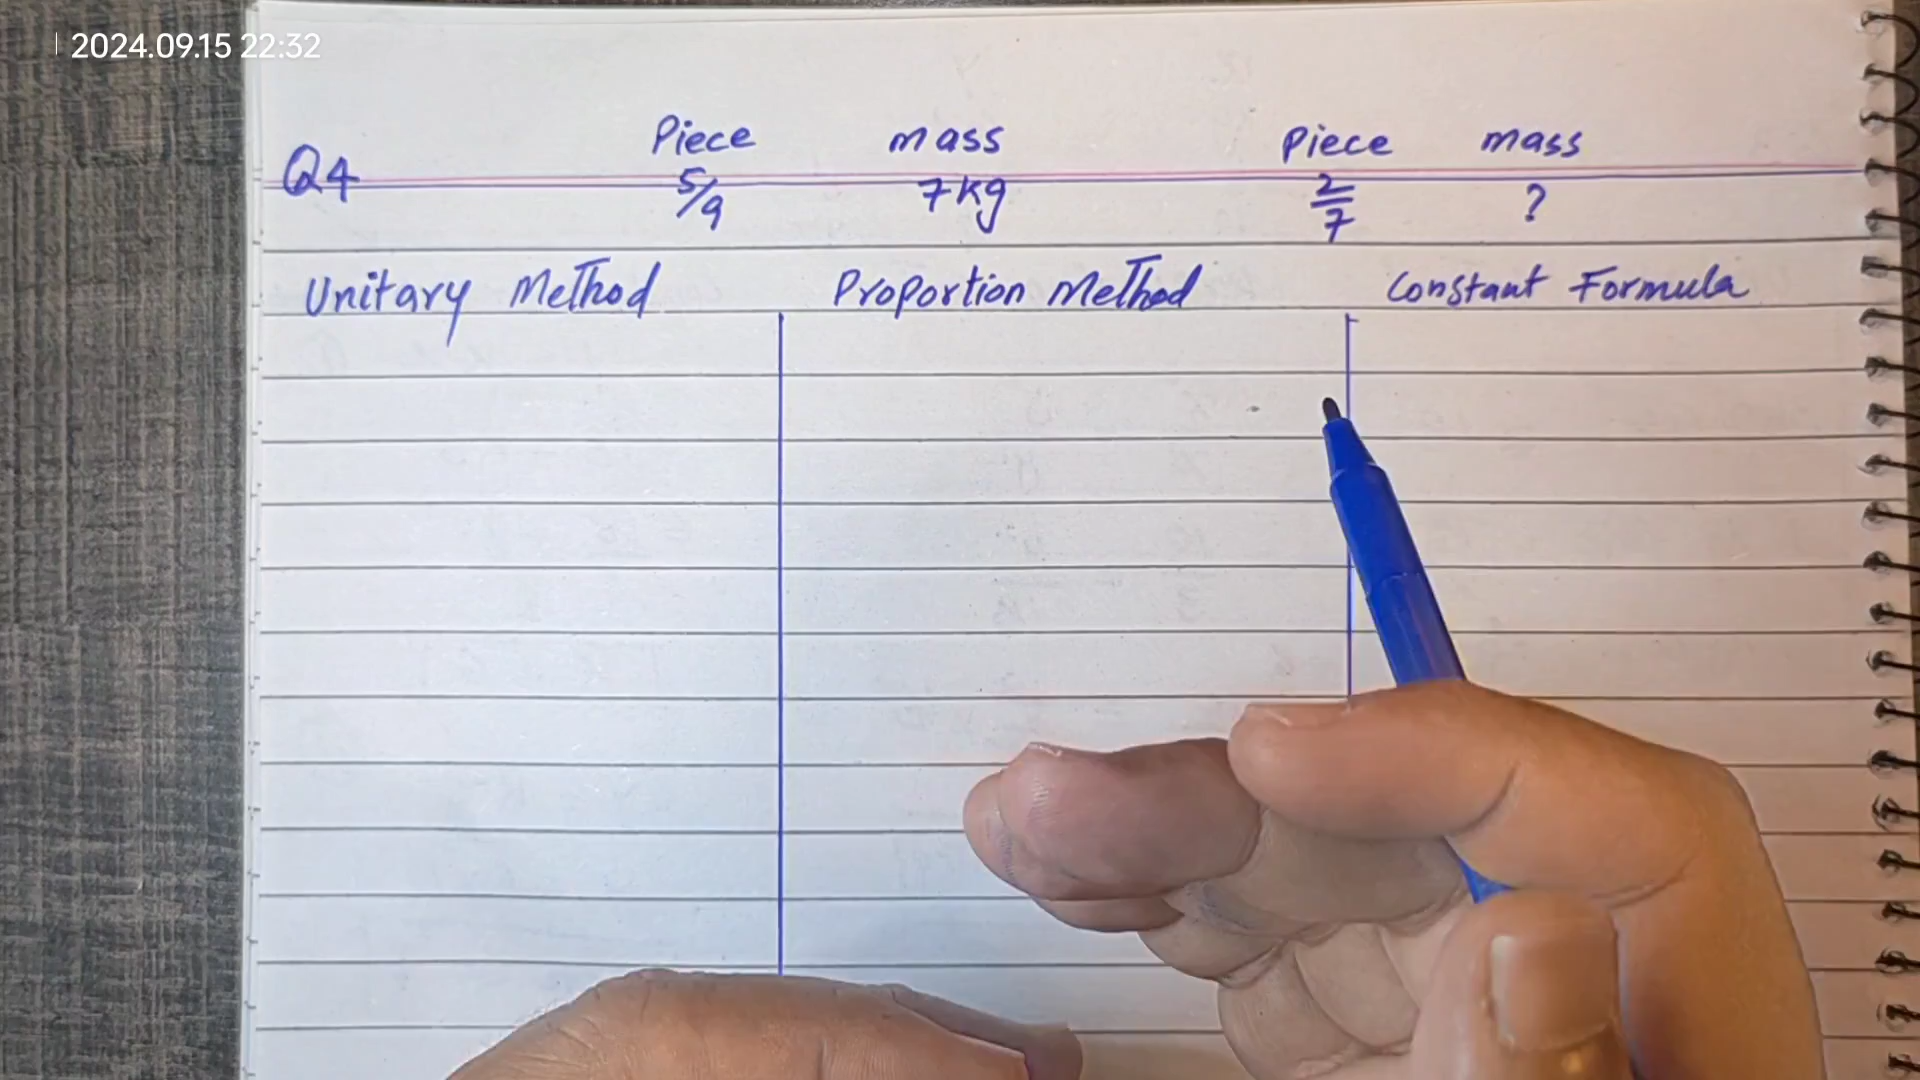 2024.09.15 22:32
Piece mass Piece mass
Q4 5/9 7kg 2/7 ?
Unitary Method Proportion Method Constant Formula